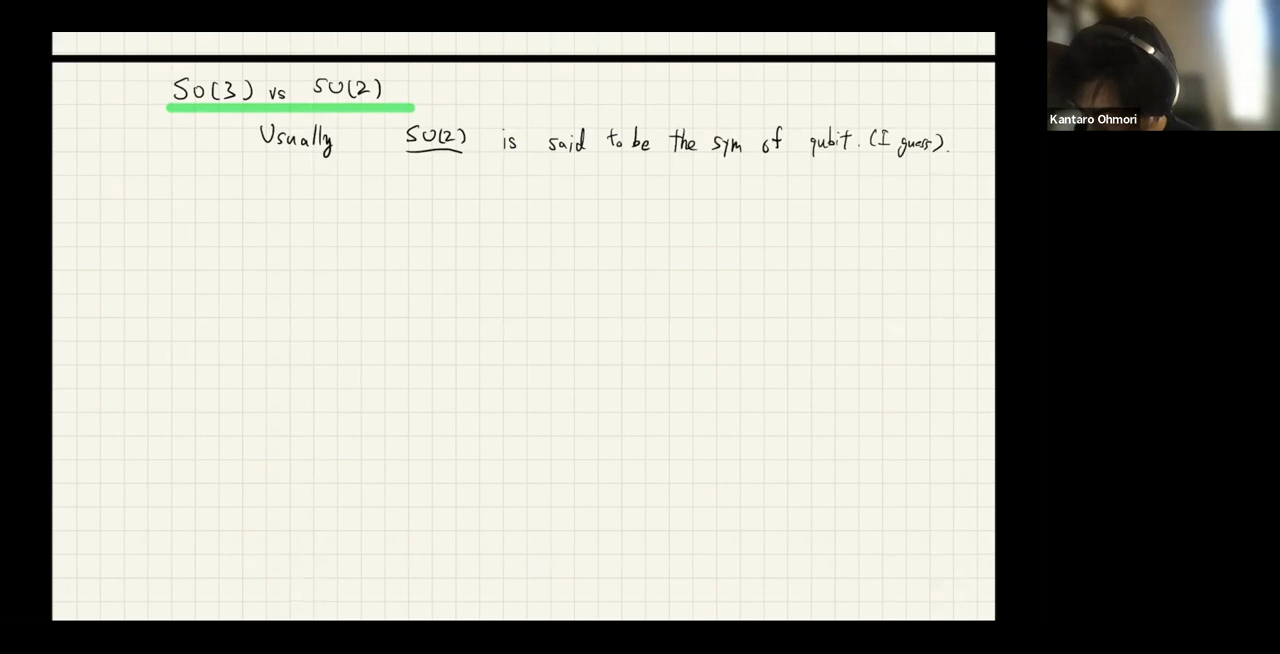 SO(3) vs SU(2)
Usually SU(2) is said to be the sym of qubit. (I guess).
Kantaro Ohmori